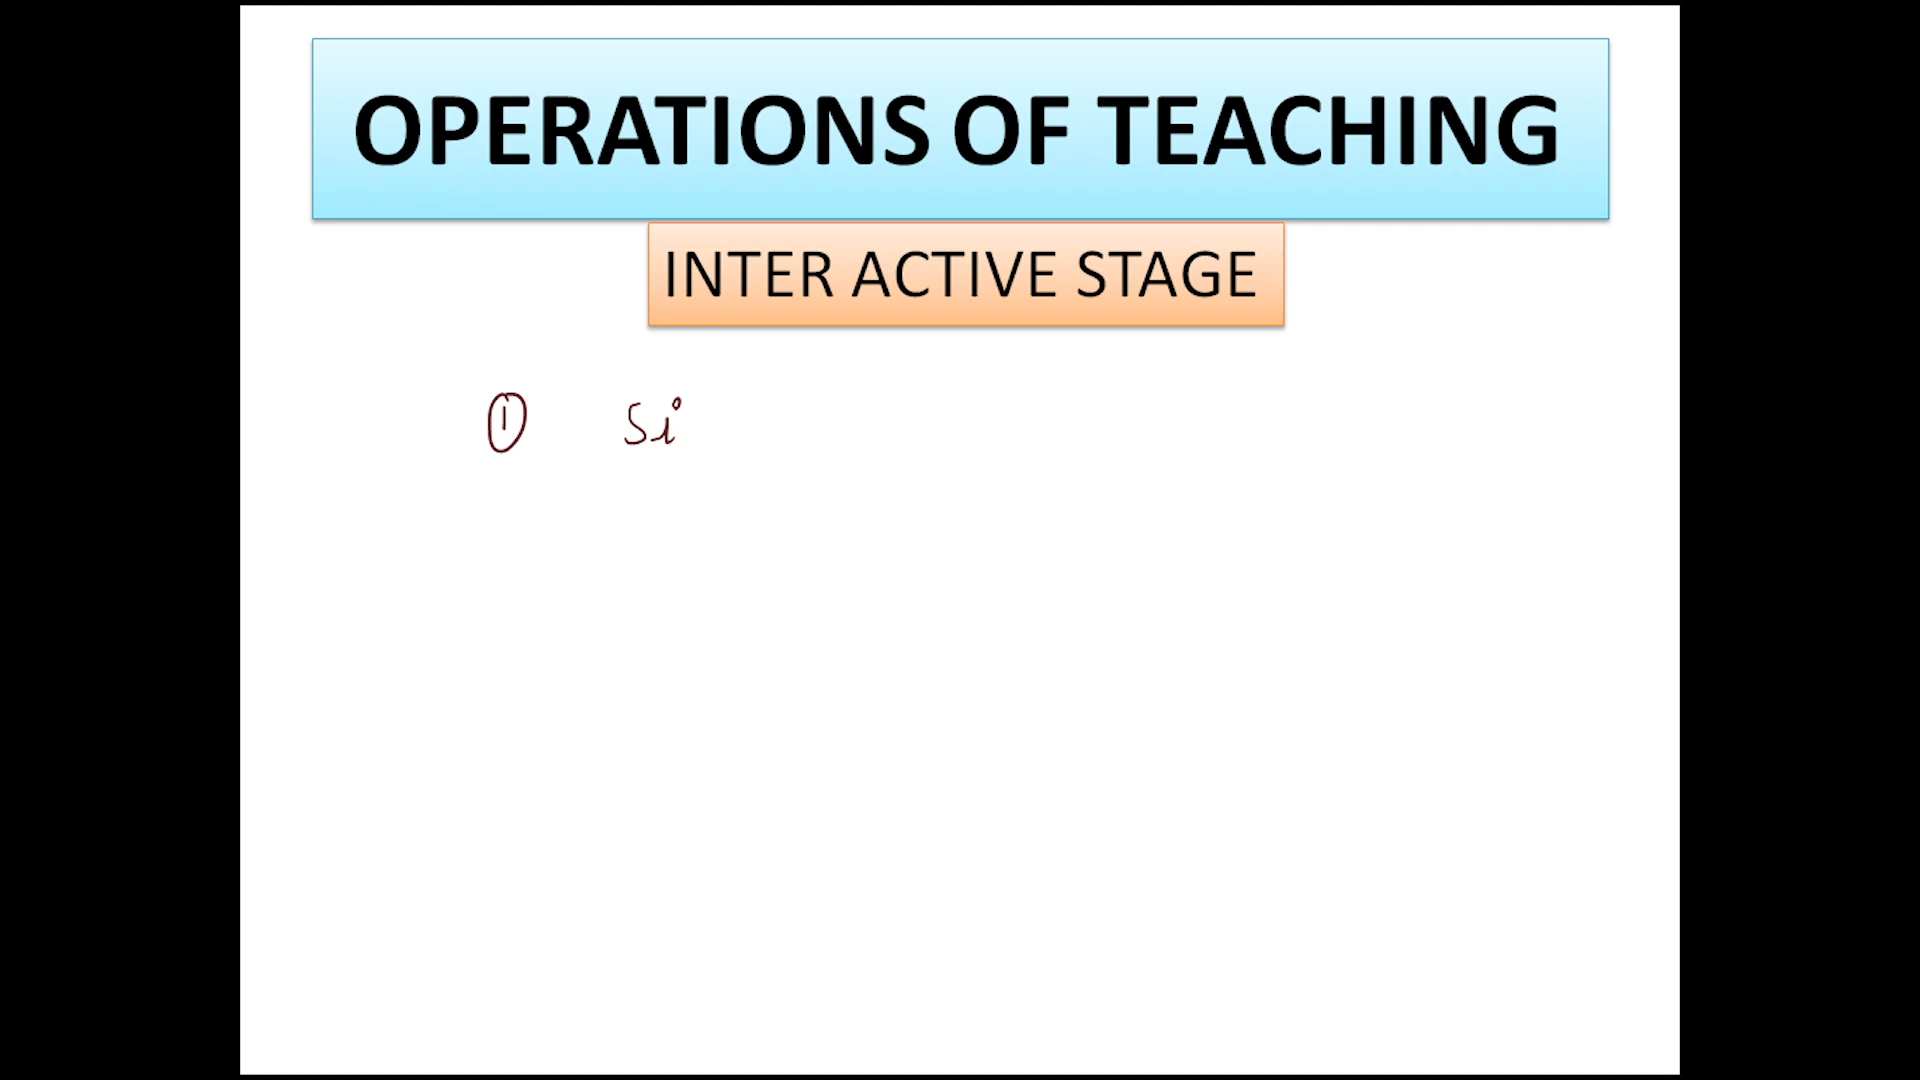 OPERATIONS OF TEACHING
INTER ACTIVE STAGE
① Si